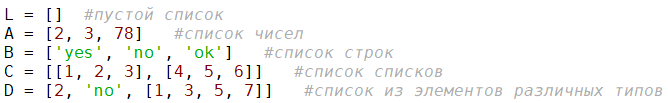 L = []  #пустой список
A = [2, 3, 78]   #список чисел
B = ['yes', 'no', 'ok']   #список строк
C = [[1, 2, 3], [4, 5, 6]]   #список списков
D = [2, 'no', [1, 3, 5, 7]]   #список из элементов различных типов